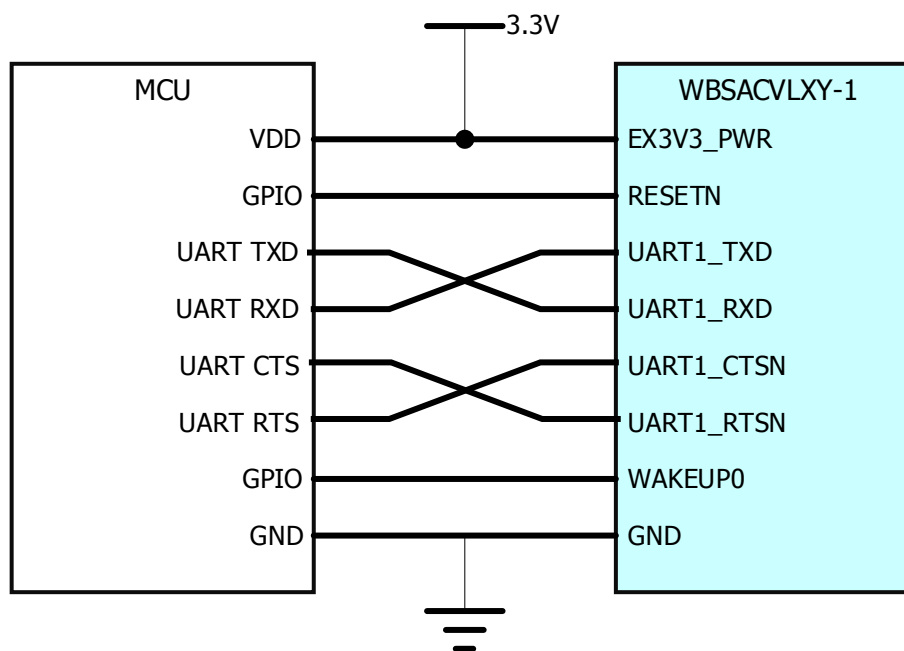 3.3V
MCU
WBSACVLXY-1
VDD
EX3V3_PWR
GPIO
RESETN
UART TXD
UART1_TXD
UART RXD
UART1_RXD
UART CTS
UART1_CTSN
UART RTS
UART1_RTSN
GPIO
WAKEUP0
GND
GND